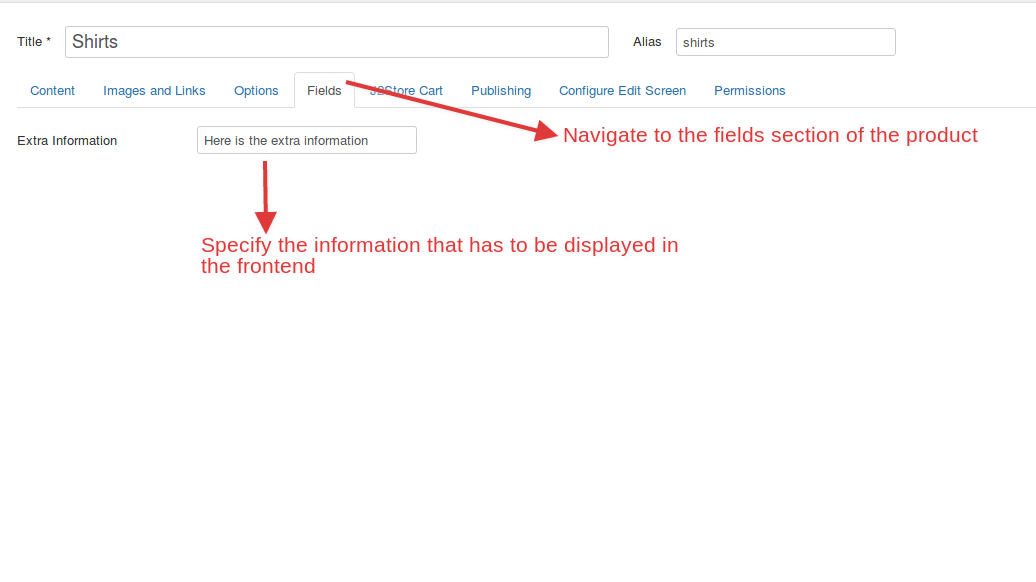 Title * Shirts Alias shirts
Content Images and Links Options Fields J2Store Cart Publishing Configure Edit Screen Permissions
Extra Information Here is the extra information
Navigate to the fields section of the product
Specify the information that has to be displayed in
the frontend